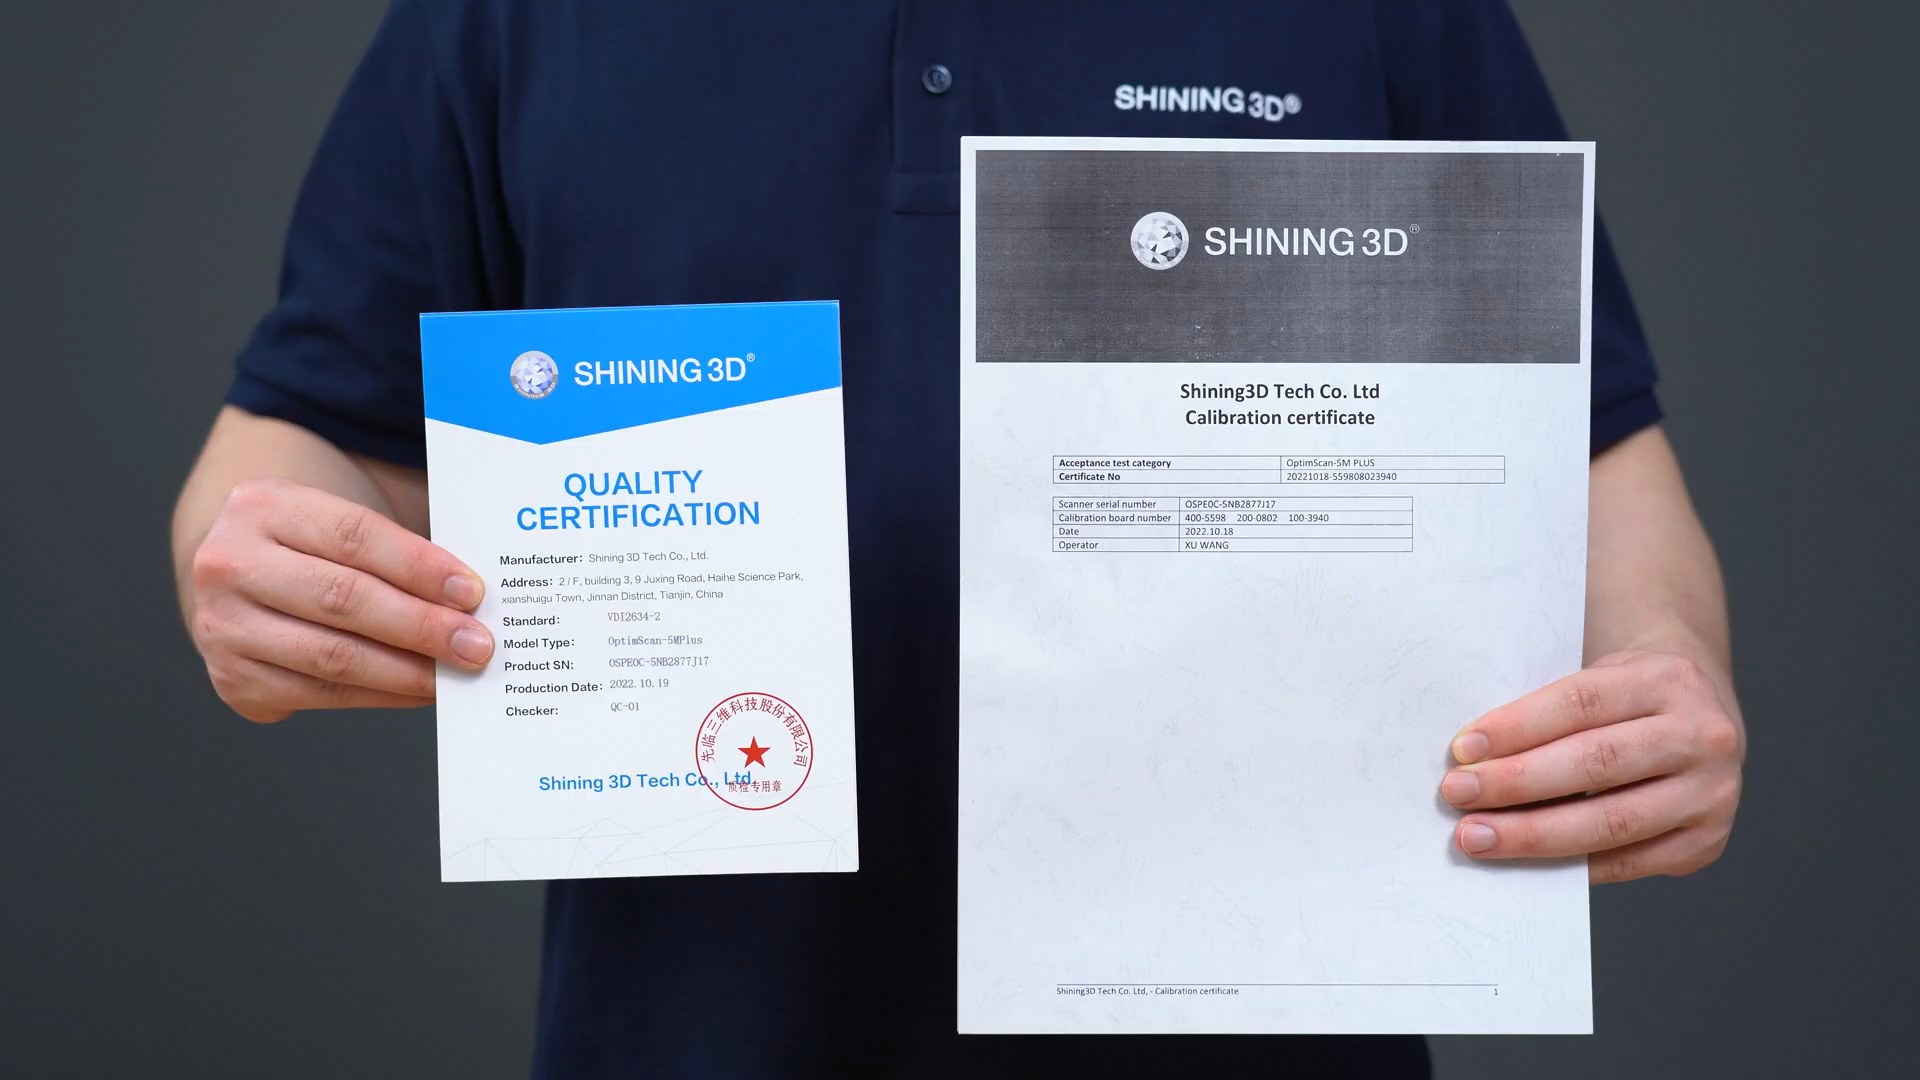 SHINING 3D®
SHINING 3D®
QUALITY
CERTIFICATION
Manufacturer: Shining 3D Tech Co., Ltd.
Address: 2 / F, building 3, 9 Juxing Road, Haihe Science Park,
xianshuigu Town, Jinnan District, Tianjin, China
Standard: VDI2634-2
Model Type: OptimScan-5MPlus
Product SN: OSPEOC-5NB2877J17
Production Date: 2022.10.19
Checker: QC-01
Shining 3D Tech Co., Ltd.
先临三维科技股份有限公司
质检专用章
SHINING 3D®
Shining3D Tech Co. Ltd
Calibration certificate
Acceptance test category OptimScan-5M PLUS
Certificate No 20221018-559808023940
Scanner serial number OSPE0C-5NB2877J17
Calibration board number 400-5598 200-0802 100-3940
Date 2022.10.18
Operator XU WANG
Shining3D Tech Co. Ltd, - Calibration certificate 1